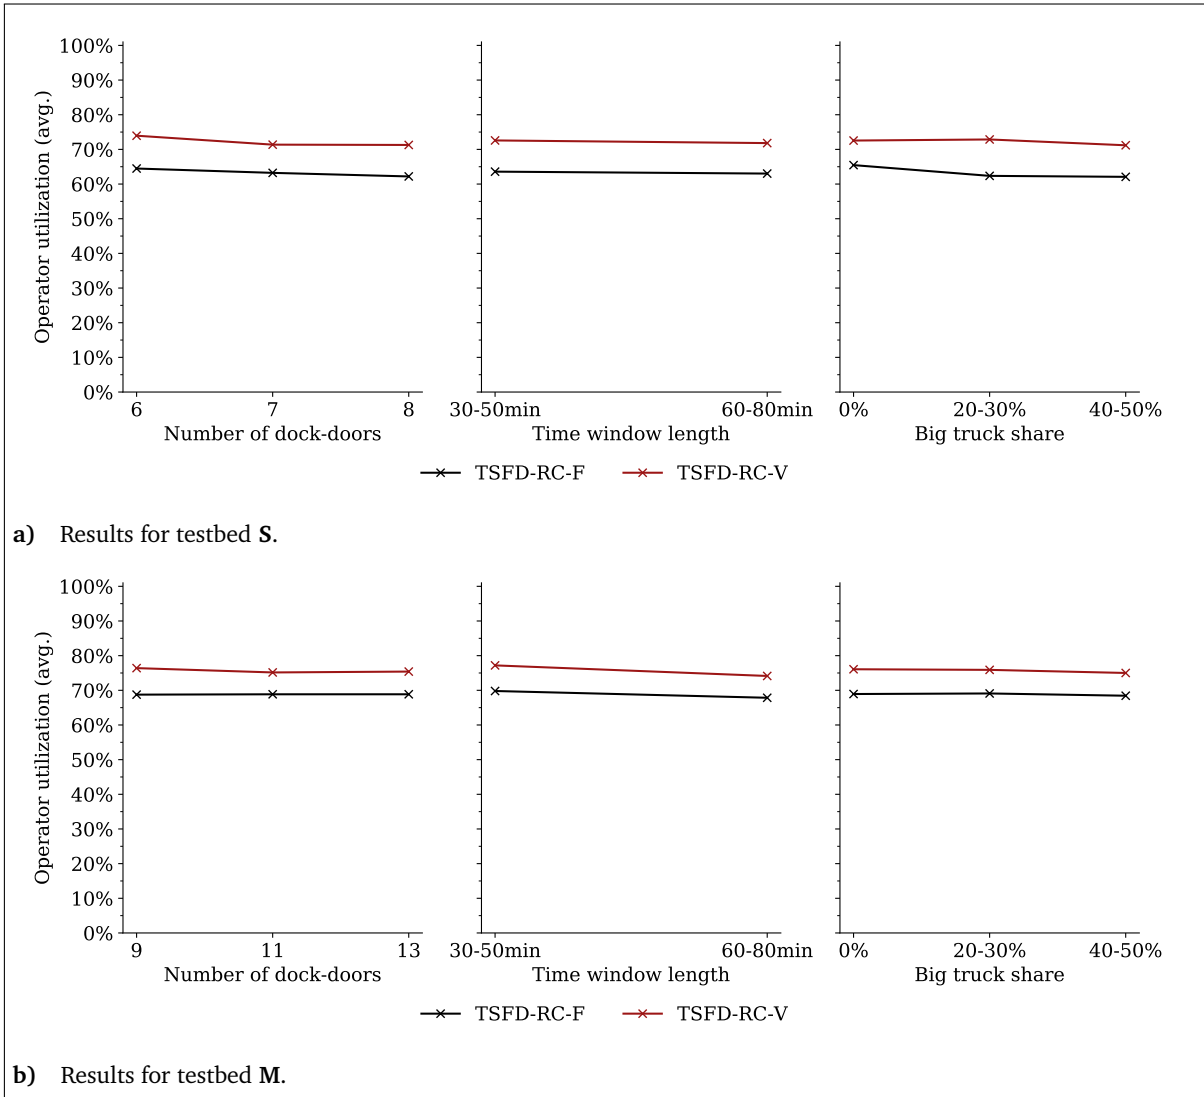 100%
90%
80%
70%
60%
50%
40%
30%
20%
10%
0%
Operator utilization (avg.)
6 7 8
Number of dock-doors
30-50min 60-80min
Time window length
0% 20-30% 40-50%
Big truck share
TSFD-RC-F TSFD-RC-V
a) Results for testbed S.
100%
90%
80%
70%
60%
50%
40%
30%
20%
10%
0%
Operator utilization (avg.)
9 11 13
Number of dock-doors
30-50min 60-80min
Time window length
0% 20-30% 40-50%
Big truck share
TSFD-RC-F TSFD-RC-V
b) Results for testbed M.